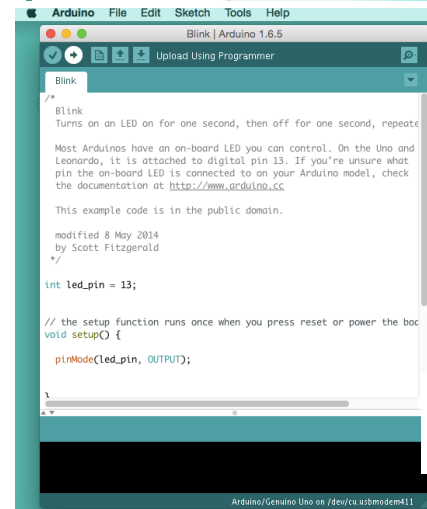 Arduino File Edit Sketch Tools Help
Blink | Arduino 1.6.5
Upload Using Programmer
Blink
/*
Blink
Turns on an LED on for one second, then off for one second, repeate
Most Arduinos have an on-board LED you can control. On the Uno and
Leonardo, it is attached to digital pin 13. If you're unsure what
pin the on-board LED is connected to on your Arduino model, check
the documentation at http://www.arduino.cc
This example code is in the public domain.
modified 8 May 2014
by Scott Fitzgerald
*/
int led_pin = 13;
// the setup function runs once when you press reset or power the boa
void setup() {
pinMode(led_pin, OUTPUT);
}
Arduino/Genuino Uno on /dev/cu.usbmodem411